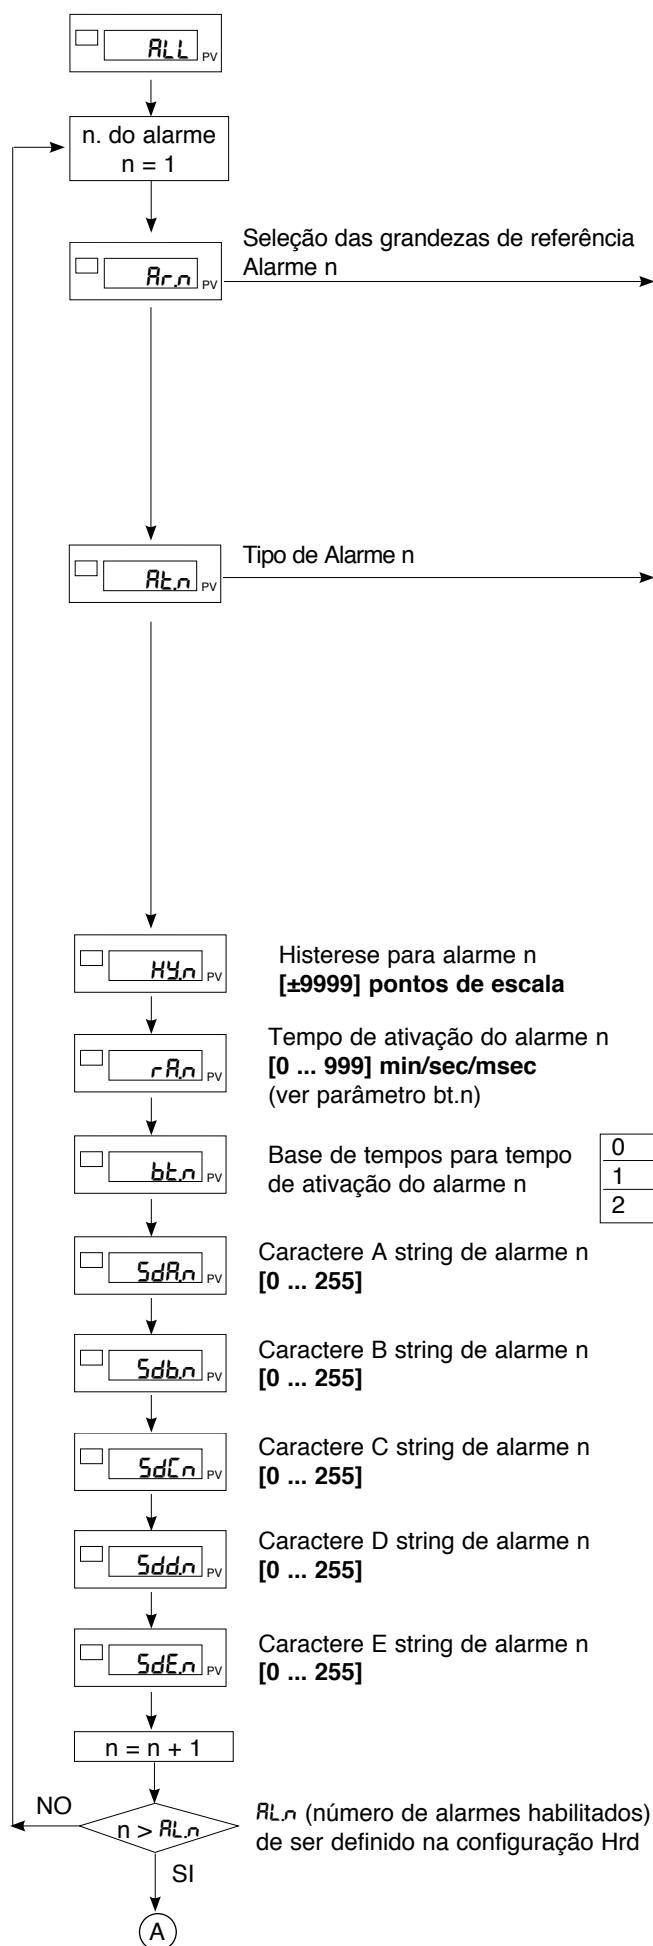 ALL PV
n. do alarme
n = 1
Seleção das grandezas de referência
Alarme n
Ar.n PV
Tipo de Alarme n
At.n PV
Histerese para alarme n
[±9999] pontos de escala
HY.n PV
Tempo de ativação do alarme n
[0 ... 999] min/sec/msec
(ver parâmetro bt.n)
rA.n PV
Base de tempos para tempo
de ativação do alarme n
bt.n PV
0
1
2
Caractere A string de alarme n
[0 ... 255]
SdA.n PV
Caractere B string de alarme n
[0 ... 255]
Sdb.n PV
Caractere C string de alarme n
[0 ... 255]
SdC.n PV
Caractere D string de alarme n
[0 ... 255]
Sdd.n PV
Caractere E string de alarme n
[0 ... 255]
SdE.n PV
n = n + 1
NO
n > AL.n
AL.n (número de alarmes habilitados)
de ser definido na configuração Hrd
SI
A